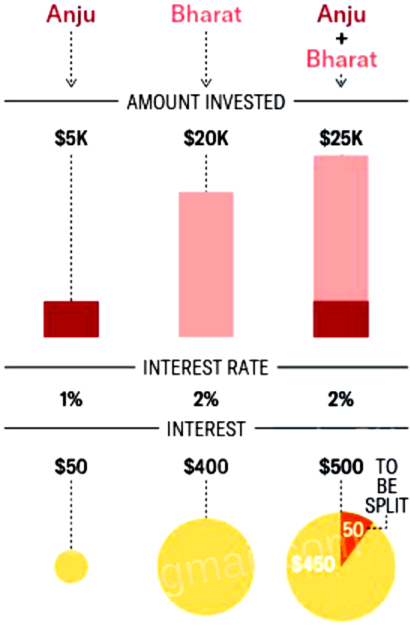 Anju Bharat Anju
+
Bharat
AMOUNT INVESTED
$5K $20K $25K
INTEREST RATE
1% 2% 2%
INTEREST
$50 $400 $500 TO
BE
SPLIT
50
$450